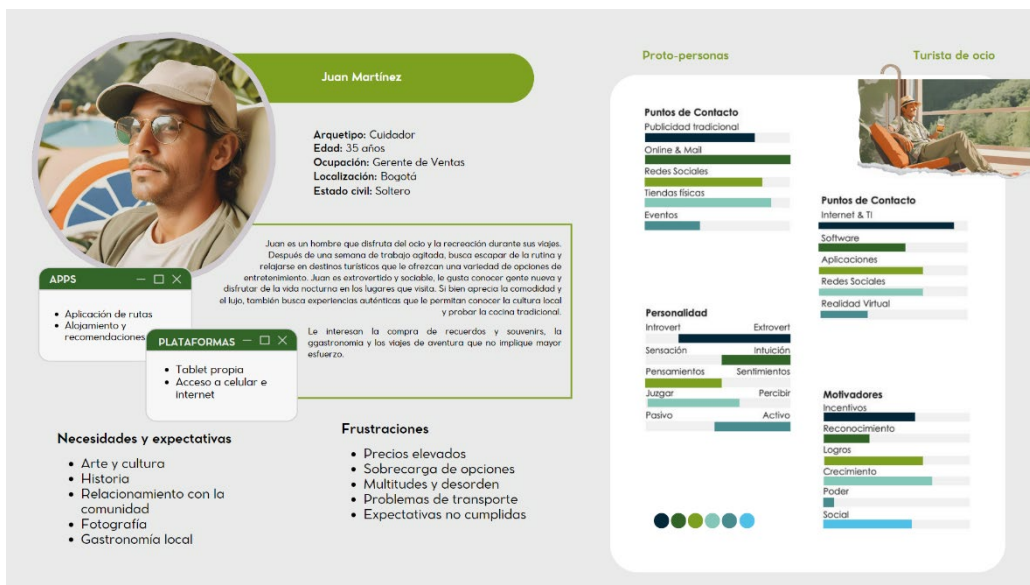 Juan Martínez
Arquetipo: Cuidador
Edad: 35 años
Ocupación: Gerente de Ventas
Localización: Bogotá
Estado civil: Soltero
Juan es un hombre que disfruta del ocio y la recreación durante sus viajes.
Después de una semana de trabajo agitada, busca escapar de la rutina y
relajarse en destinos turísticos que le ofrezcan una variedad de opciones de
entretenimiento. Juan es extrovertido y sociable, le gusta conocer gente nueva y
disfrutar de la vida nocturna en los lugares que visita. Si bien aprecia la comodidad y
el lujo, también busca experiencias auténticas que le permitan conocer la cultura local
y probar la cocina tradicional.
Le interesan la compra de recuerdos y souvenirs, la
ggastronomia y los viajes de aventura que no implique mayor
esfuerzo.
APPS
• Aplicación de rutas
• Alojamiento y
recomendaciones
PLATAFORMAS
• Tablet propia
• Acceso a celular e
internet
Necesidades y expectativas
• Arte y cultura
• Historia
• Relacionamiento con la
comunidad
• Fotografía
• Gastronomía local
Frustraciones
• Precios elevados
• Sobrecarga de opciones
• Multitudes y desorden
• Problemas de transporte
• Expectativas no cumplidas
Proto-personas
Turista de ocio
Puntos de Contacto
Publicidad tradicional
Online & Mail
Redes Sociales
Tiendas físicas
Eventos
Personalidad
Introvert Extrovert
Sensación Intuición
Pensamientos Sentimientos
Juzgar Percibir
Pasivo Activo
Puntos de Contacto
Internet & TI
Software
Aplicaciones
Redes Sociales
Realidad Virtual
Motivadores
Incentivos
Reconocimiento
Logros
Crecimiento
Poder
Social